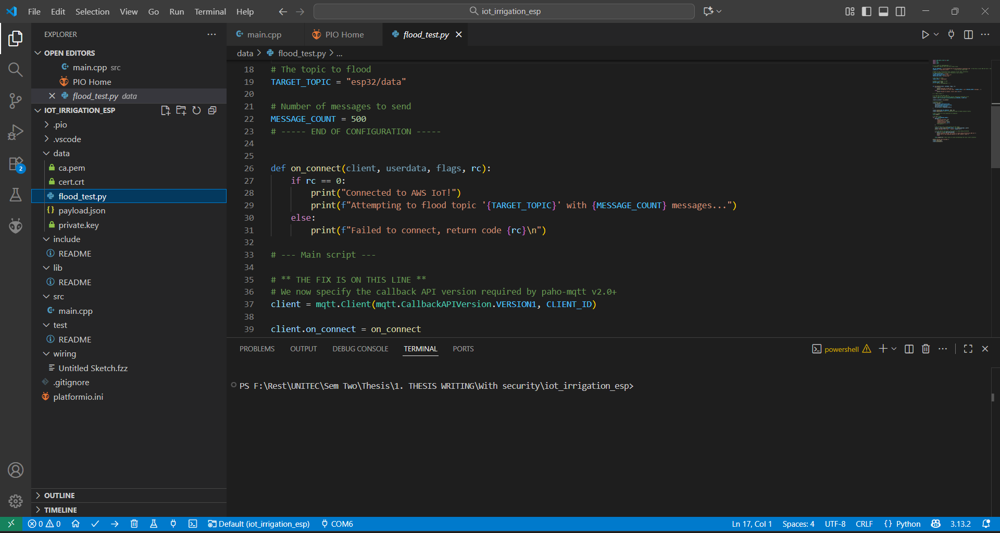 File Edit Selection View Go Run Terminal Help
iot_irrigation_esp
EXPLORER
OPEN EDITORS
main.cpp src
PIO Home
flood_test.py data
IOT_IRRIGATION_ESP
.pio
.vscode
data
ca.pem
cert.crt
flood_test.py
payload.json
private.key
include
README
lib
README
src
main.cpp
test
README
wiring
Untitled Sketch.fzz
.gitignore
platformio.ini
OUTLINE
TIMELINE
2
main.cpp PIO Home flood_test.py
data > flood_test.py > ...
18 # The topic to flood
19 TARGET_TOPIC = "esp32/data"
20
21 # Number of messages to send
22 MESSAGE_COUNT = 500
23 # ----- END OF CONFIGURATION -----
24
25
26 def on_connect(client, userdata, flags, rc):
27     if rc == 0:
28         print("Connected to AWS IoT!")
29         print(f"Attempting to flood topic '{TARGET_TOPIC}' with {MESSAGE_COUNT} messages...")
30     else:
31         print(f"Failed to connect, return code {rc}\n")
32
33 # --- Main script ---
34
35 # ** THE FIX IS ON THIS LINE **
36 # We now specify the callback API version required by paho-mqtt v2.0+
37 client = mqtt.Client(mqtt.CallbackAPIVersion.VERSION1, CLIENT_ID)
38
39 client.on_connect = on_connect
PROBLEMS OUTPUT DEBUG CONSOLE TERMINAL PORTS
powershell
PS F:\Rest\UNITEC\Sem Two\Thesis\1. THESIS WRITING\With security\iot_irrigation_esp>
0 0 Default (iot_irrigation_esp) COM6 Ln 17, Col 1 Spaces: 4 UTF-8 CRLF {} Python 3.13.2